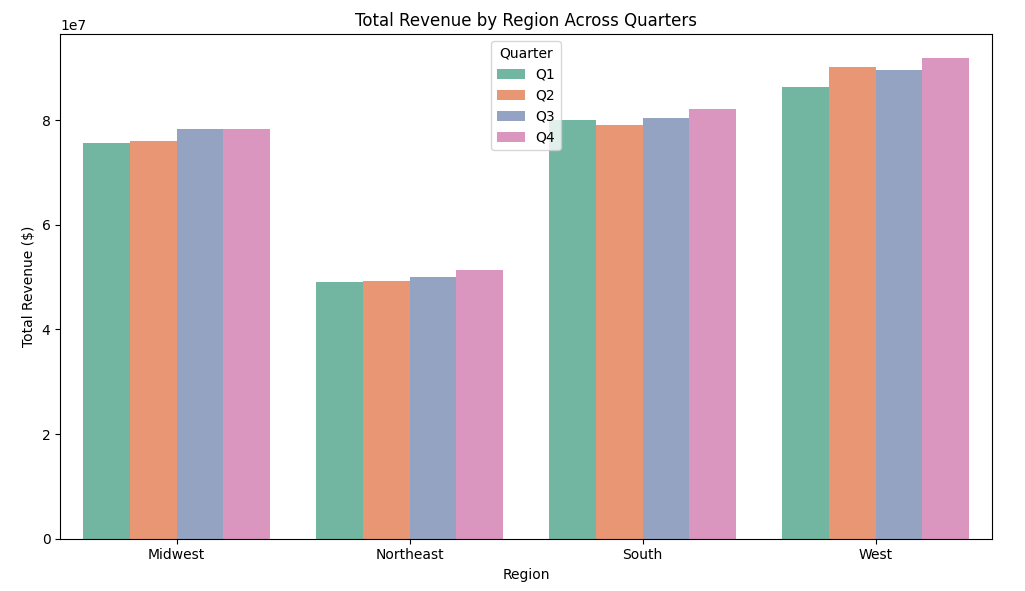 Total Revenue by Region Across Quarters
1e7
Quarter
Q1
Q2
Q3
Q4
8
6
4
2
0
Total Revenue ($)
Midwest
Northeast
South
West
Region